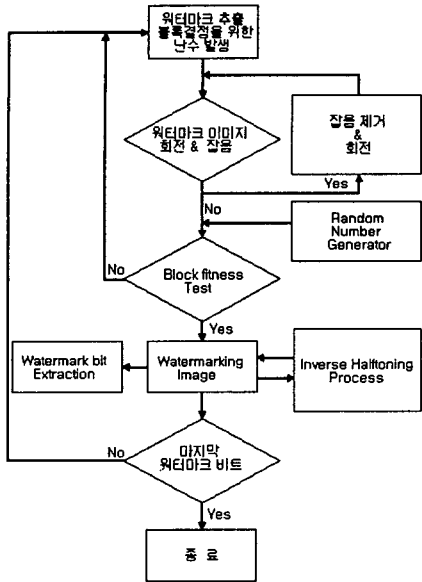 워터마크 추출
블록결정을 위한
난수 발생
워터마크 이미지
회전 & 잡음
잡음 제거
&
회전
Yes
No
Random
Number
Generator
No
Block fitness
Test
Yes
Watermark bit
Extraction
Watermarking
Image
Inverse Halftoning
Process
No
마지막
워터마크 비트
Yes
종 료